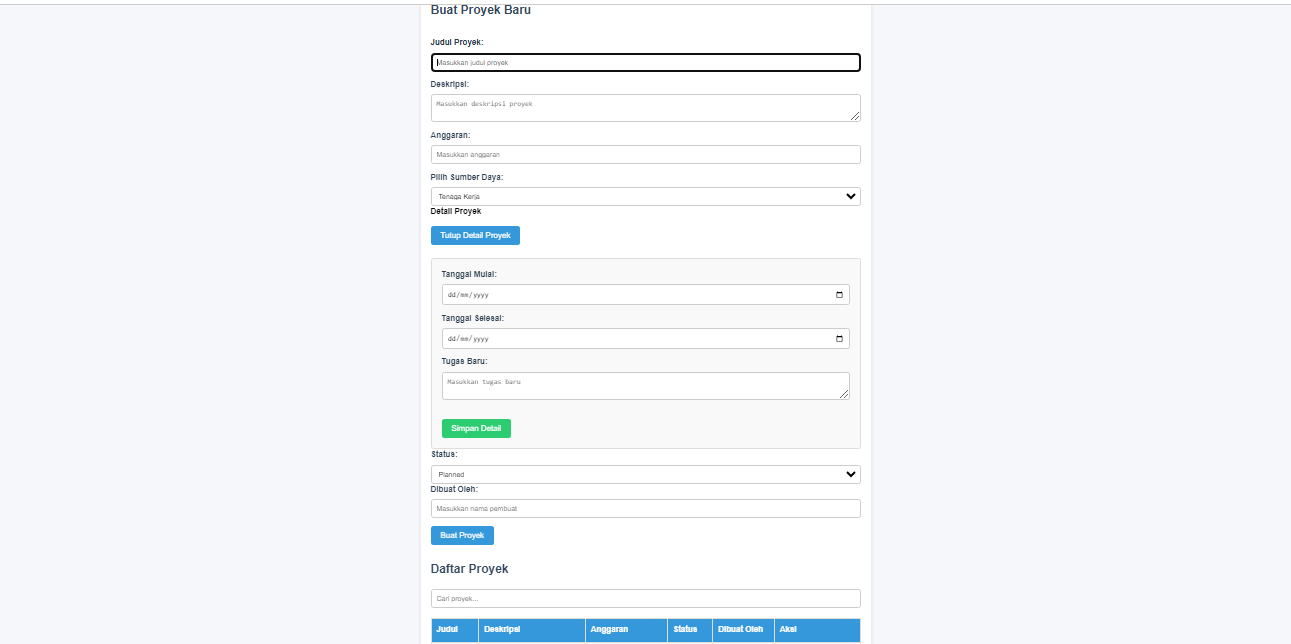 Buat Proyek Baru
Judul Proyek:
Masukkan judul proyek
Deskripsi:
Masukkan deskripsi proyek
Anggaran:
Masukkan anggaran
Pilih Sumber Daya:
Tenaga Kerja
Detail Proyek
Tutup Detail Proyek
Tanggal Mulai:
dd/mm/yyyy
Tanggal Selesai:
dd/mm/yyyy
Tugas Baru:
Masukkan tugas baru
Simpan Detail
Status:
Planned
Dibuat Oleh:
Masukkan nama pembuat
Buat Proyek
Daftar Proyek
Cari proyek...
Judul Deskripsi Anggaran Status Dibuat Oleh Aksi